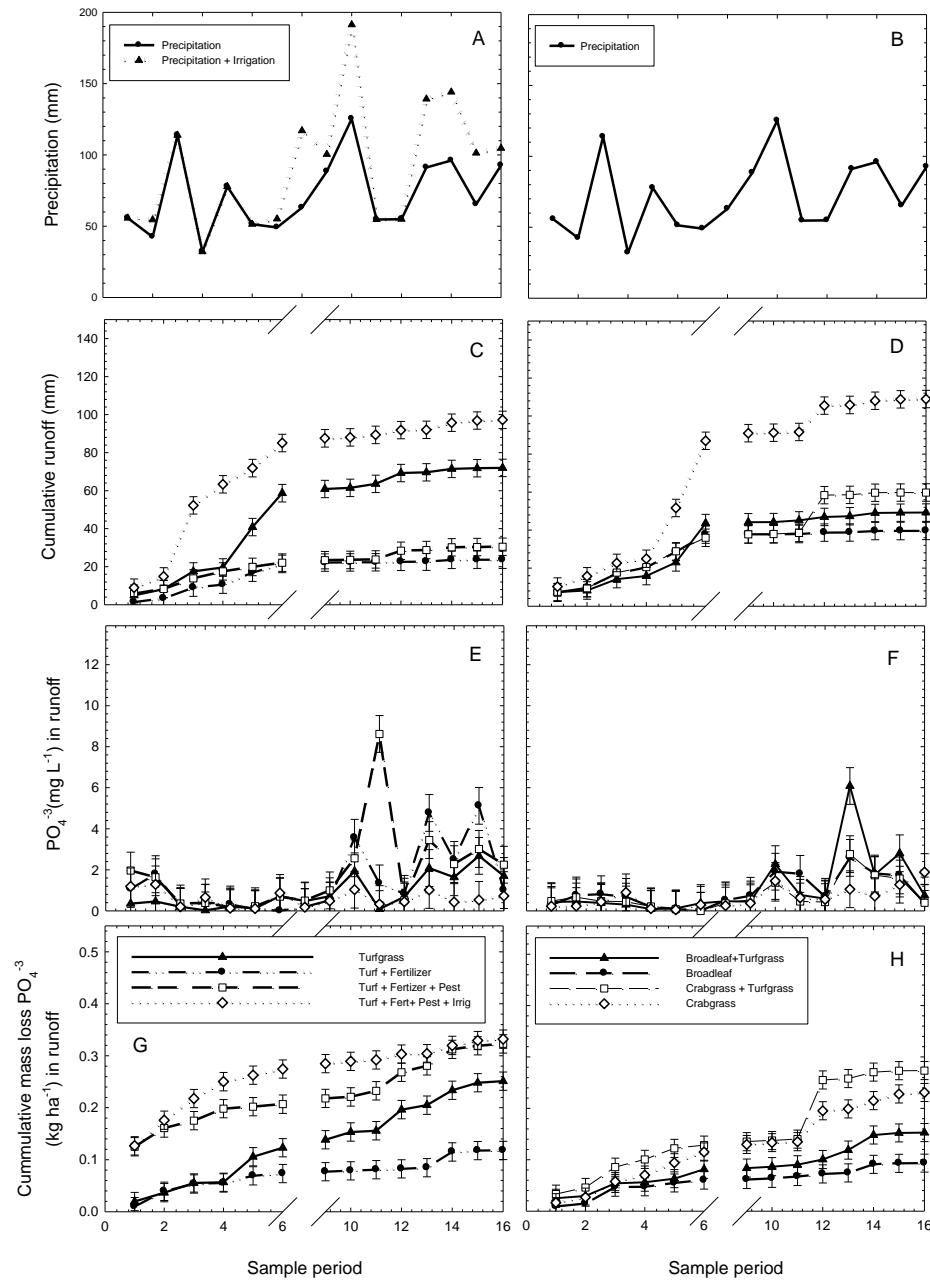 200
150
100
50
0
Precipitation (mm)
Precipitation
Precipitation + Irrigation
A
Precipitation
B
140
120
100
80
60
40
20
0
Cumulative runoff (mm)
C
D
12
10
8
6
4
2
0
PO4-3(mg L-1) in runoff
E
F
0.5
0.4
0.3
0.2
0.1
0.0
Cummulative mass loss PO4-3
(kg ha-1) in runoff
Turfgrass
Turf + Fertilizer
Turf + Fertizer + Pest
Turf + Fert+ Pest + Irrig
G
Broadleaf+Turfgrass
Broadleaf
Crabgrass + Turfgrass
Crabgrass
H
0 2 4 6 10 12 14 16
0 2 4 6 10 12 14 16
Sample period
Sample period